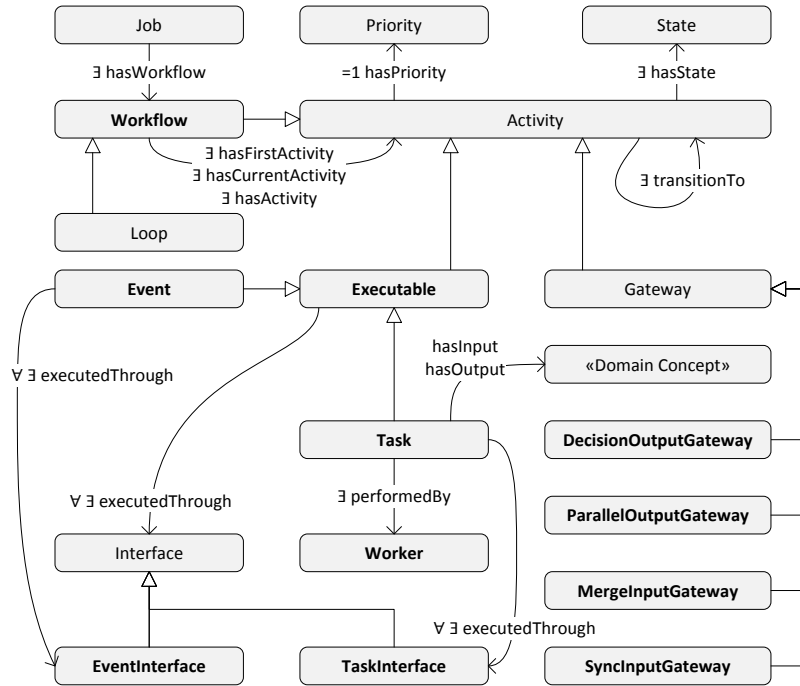 Job
Priority
State
∃ hasWorkflow
=1 hasPriority
∃ hasState
Workflow
Activity
∃ hasFirstActivity
∃ hasCurrentActivity
∃ hasActivity
∃ transitionTo
Loop
Event
Executable
Gateway
hasInput
hasOutput
«Domain Concept»
∀ ∃ executedThrough
Task
DecisionOutputGateway
∀ ∃ executedThrough
∃ performedBy
ParallelOutputGateway
Interface
Worker
MergeInputGateway
∀ ∃ executedThrough
EventInterface
TaskInterface
SyncInputGateway